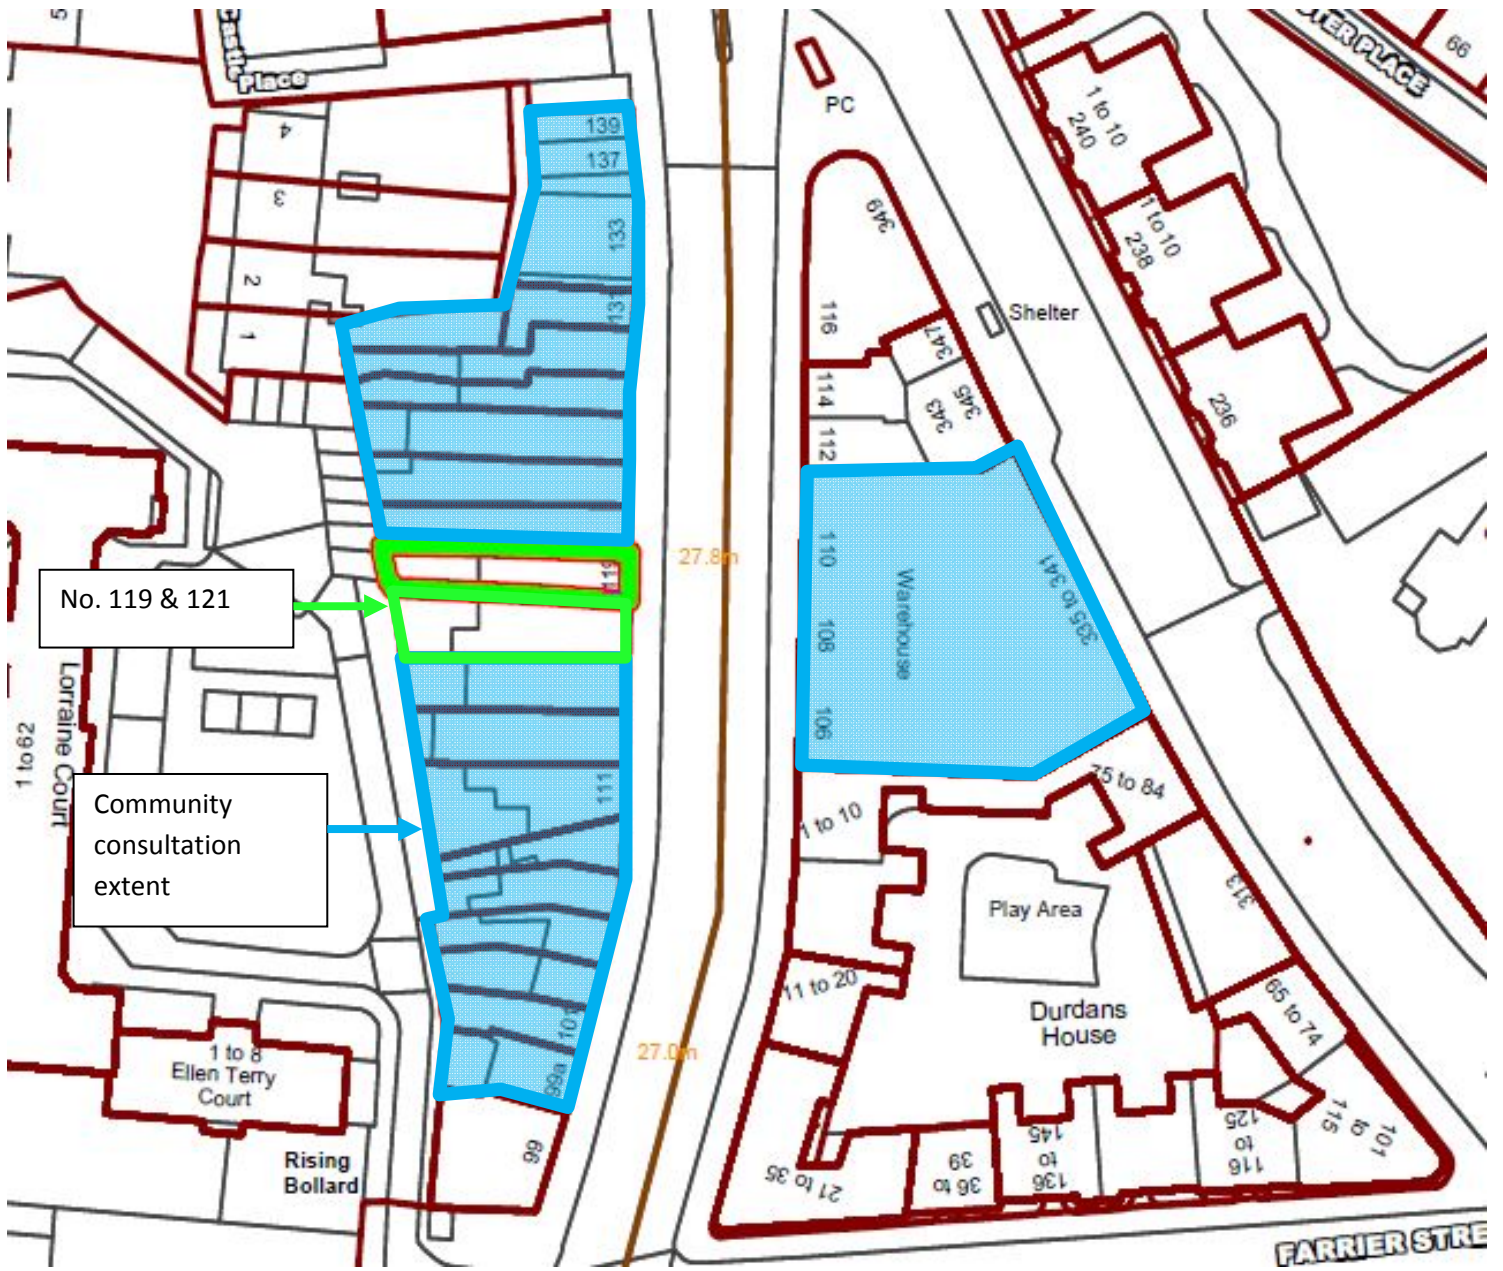 Castle
Place
STER PLACE
66
5
4
3
2
1
139
137
133
131
119
111
101
99a
99
PC
349
116
347
345
343
114
112
Shelter
1 to 10
240
1 to 10
238
236
110
108
106
Warehouse
335 to 341
27.8m
27.0m
No. 119 & 121
Community
consultation
extent
Lorraine Court
1 to 62
1 to 8
Ellen Terry
Court
Rising
Bollard
75 to 84
1 to 10
313
Play Area
11 to 20
Durdans
House
65 to 74
21 to 35
36 to
39
136
to
145
116
to
125
101
to
115
FARRIER STRE